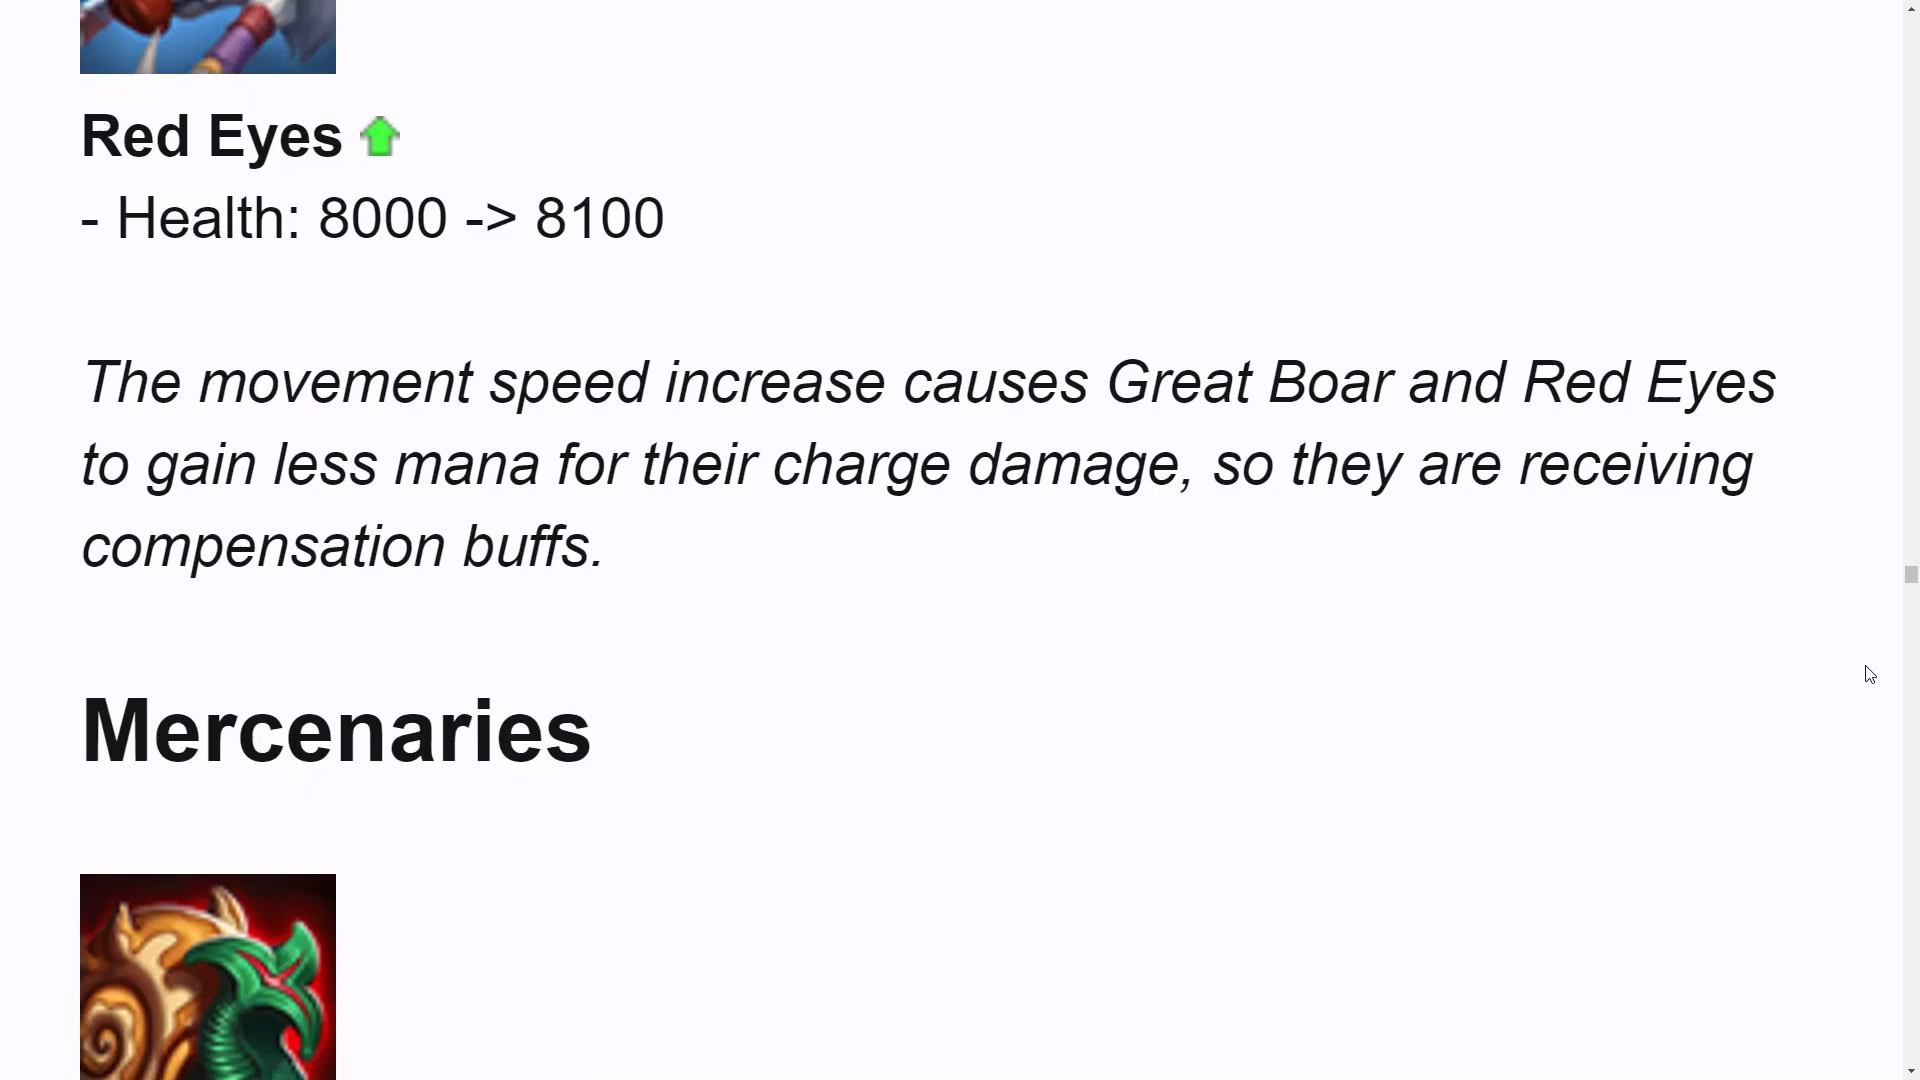 Red Eyes
- Health: 8000 -> 8100
The movement speed increase causes Great Boar and Red Eyes
to gain less mana for their charge damage, so they are receiving
compensation buffs.
Mercenaries